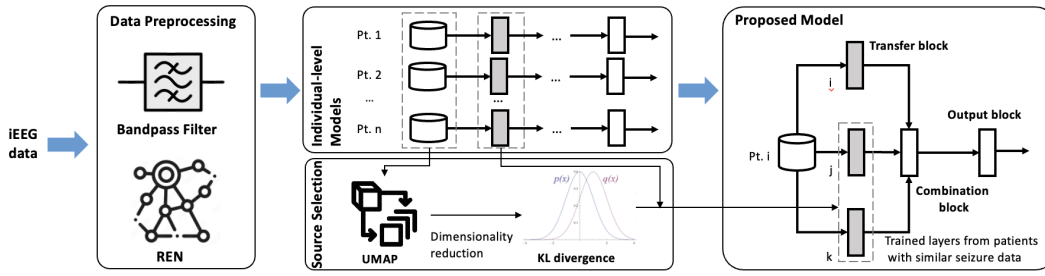 iEEG
data
Data Preprocessing
Bandpass Filter
REN
Individual-level
Models
Pt. 1
...
Pt. 2
...
...
...
Pt. n
...
Source Selection
UMAP
Dimensionality
reduction
p(x)
q(x)
KL divergence
Proposed Model
Transfer block
i
Output block
Pt. i
j
Combination
block
k
Trained layers from patients
with similar seizure data